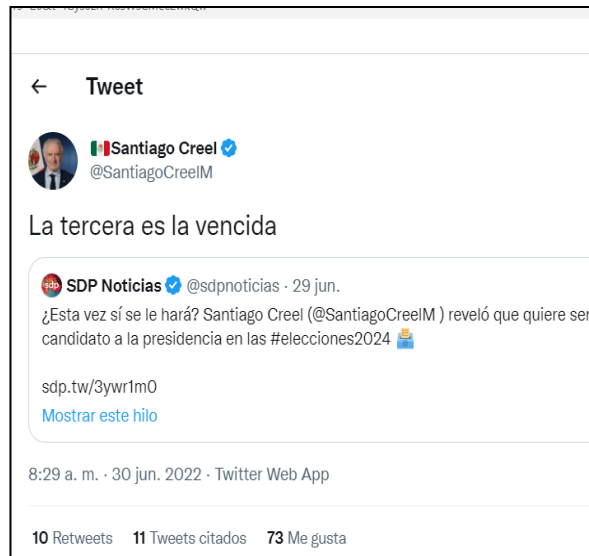 Tweet
Santiago Creel
@SantiagoCreelM
La tercera es la vencida
sdp SDP Noticias @sdpnoticias · 29 jun.
¿Esta vez sí se le hará? Santiago Creel (@SantiagoCreelM ) reveló que quiere ser
candidato a la presidencia en las #elecciones2024
sdp.tw/3ywr1m0
Mostrar este hilo
8:29 a. m. · 30 jun. 2022 · Twitter Web App
10 Retweets 11 Tweets citados 73 Me gusta